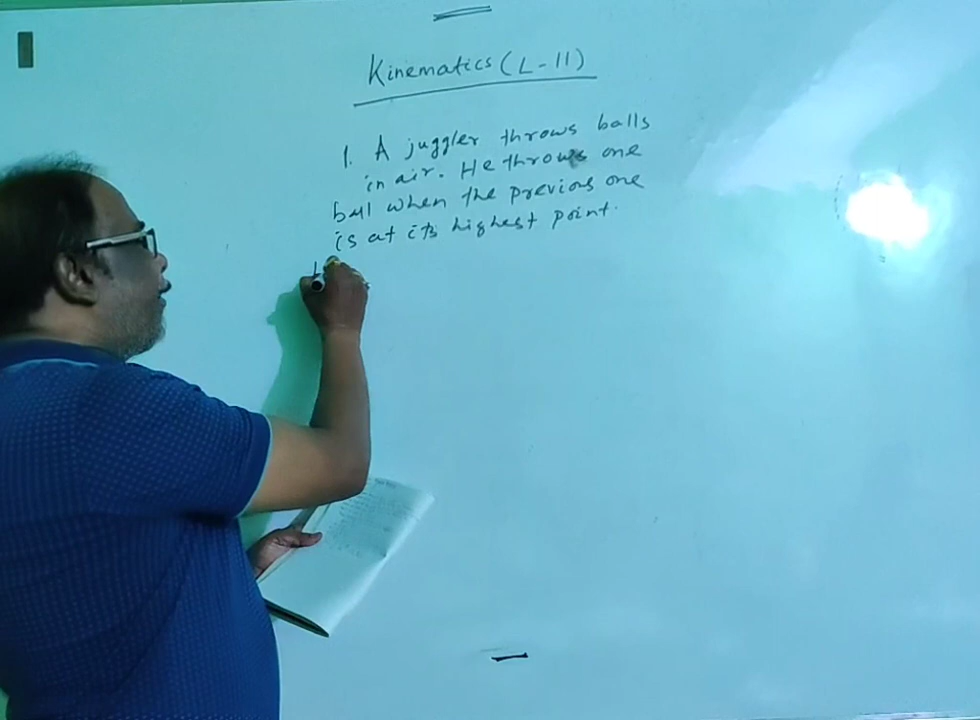 Kinematics (L-11)
1. A juggler throws balls
in air. He throws one
ball when the previous one
is at its highest point.